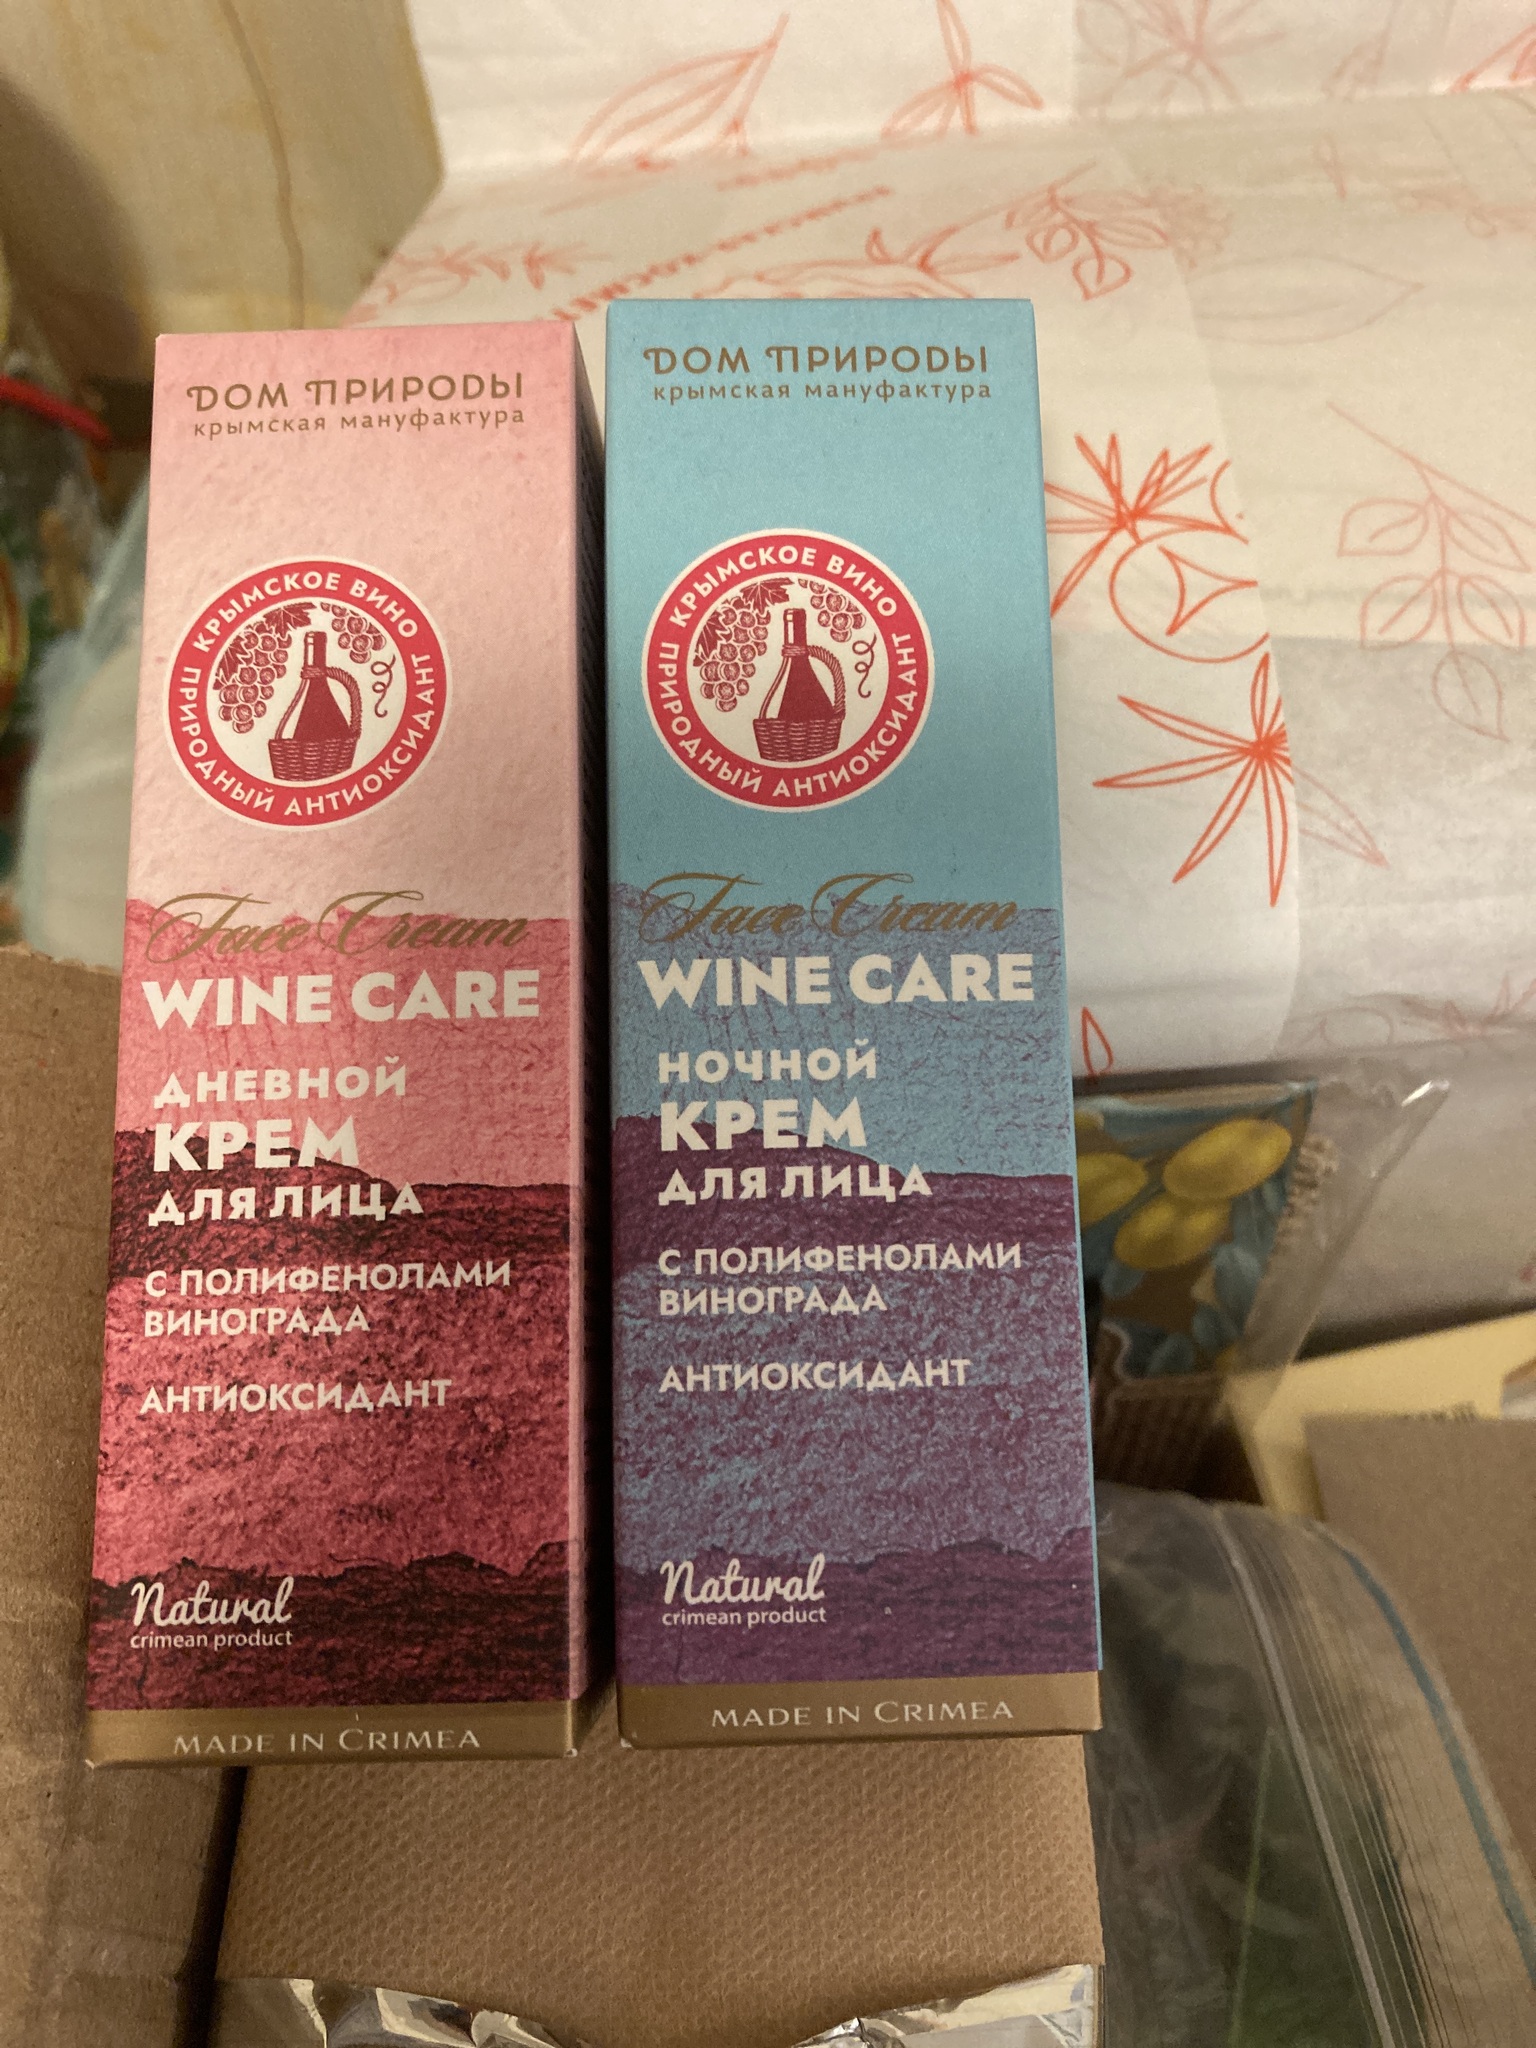 ДОМ ПРИРОДЫ
крымская мануфактура
КРЫМСКОЕ ВИНО
ПРИРОДНЫЙ АНТИОКСИДАНТ
Face Cream
WINE CARE
ДНЕВНОЙ
КРЕМ
ДЛЯ ЛИЦА
С ПОЛИФЕНОЛАМИ
ВИНОГРАДА
АНТИОКСИДАНТ
Natural
crimean product
MADE IN CRIMEA
ДОМ ПРИРОДЫ
крымская мануфактура
КРЫМСКОЕ ВИНО
ПРИРОДНЫЙ АНТИОКСИДАНТ
Face Cream
WINE CARE
НОЧНОЙ
КРЕМ
ДЛЯ ЛИЦА
С ПОЛИФЕНОЛАМИ
ВИНОГРАДА
АНТИОКСИДАНТ
Natural
crimean product
MADE IN CRIMEA